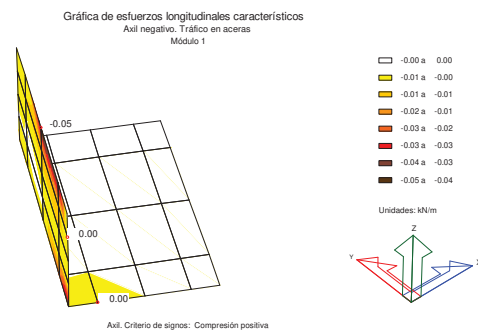 Gráfica de esfuerzos longitudinales característicos
Axil negativo. Tráfico en aceras
Módulo 1
-0.00 a 0.00
-0.01 a -0.00
-0.01 a -0.01
-0.02 a -0.01
-0.03 a -0.02
-0.03 a -0.03
-0.04 a -0.03
-0.05 a -0.04
Unidades: kN/m
-0.05
0.00
0.00
Z
Y
X
Axil. Criterio de signos: Compresión positiva